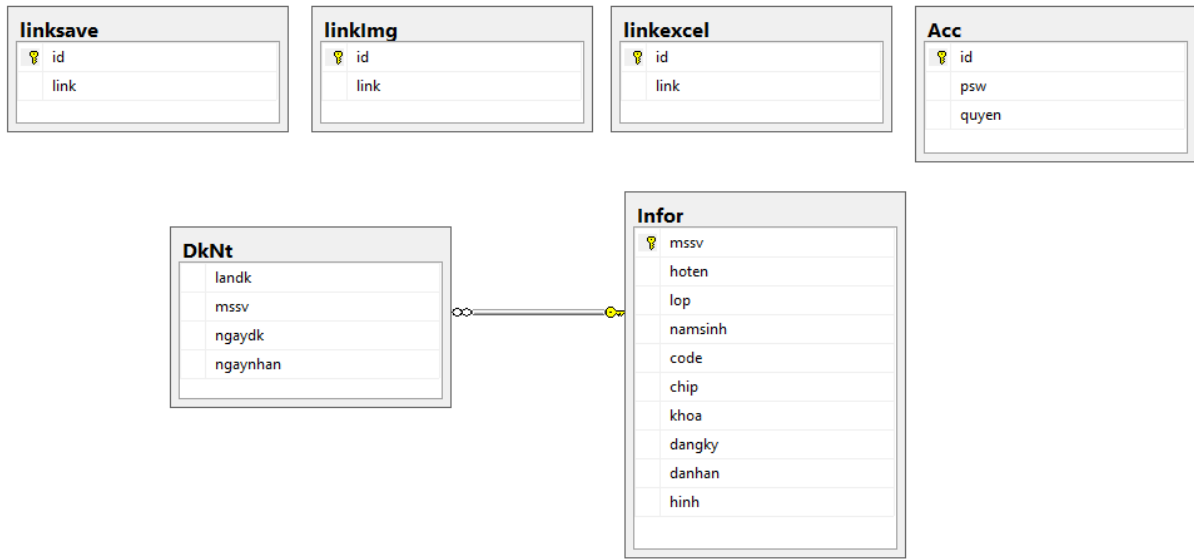 linksave
id
link
linkImg
id
link
linkexcel
id
link
Acc
id
psw
quyen
DkNt
landk
mssv
ngaydk
ngaynhan
Infor
mssv
hoten
lop
namsinh
code
chip
khoa
dangky
danhan
hinh